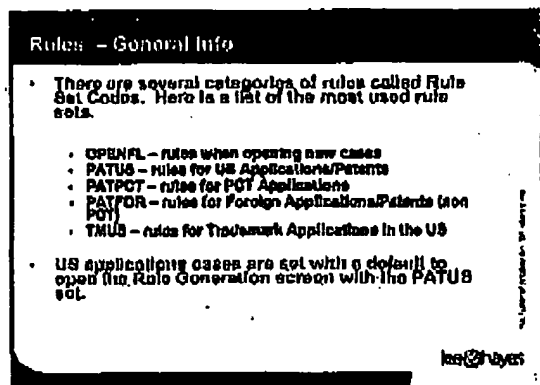 Rules – General Info
• There are several categories of rules called Rule
Set Codes. Here is a list of the most used rule
sets.
• OPENFL – rules when opening new cases
• PATUS – rules for US Applications/Patents
• PATPCT – rules for PCT Applications
• PATFOR – rules for Foreign Applications/Patents (non
PCT)
• TMUS – rules for Trademark Applications in the US
• US applications cases are set with a default to
open the Rule Generation screen with the PATUS
set.
lee&hayes